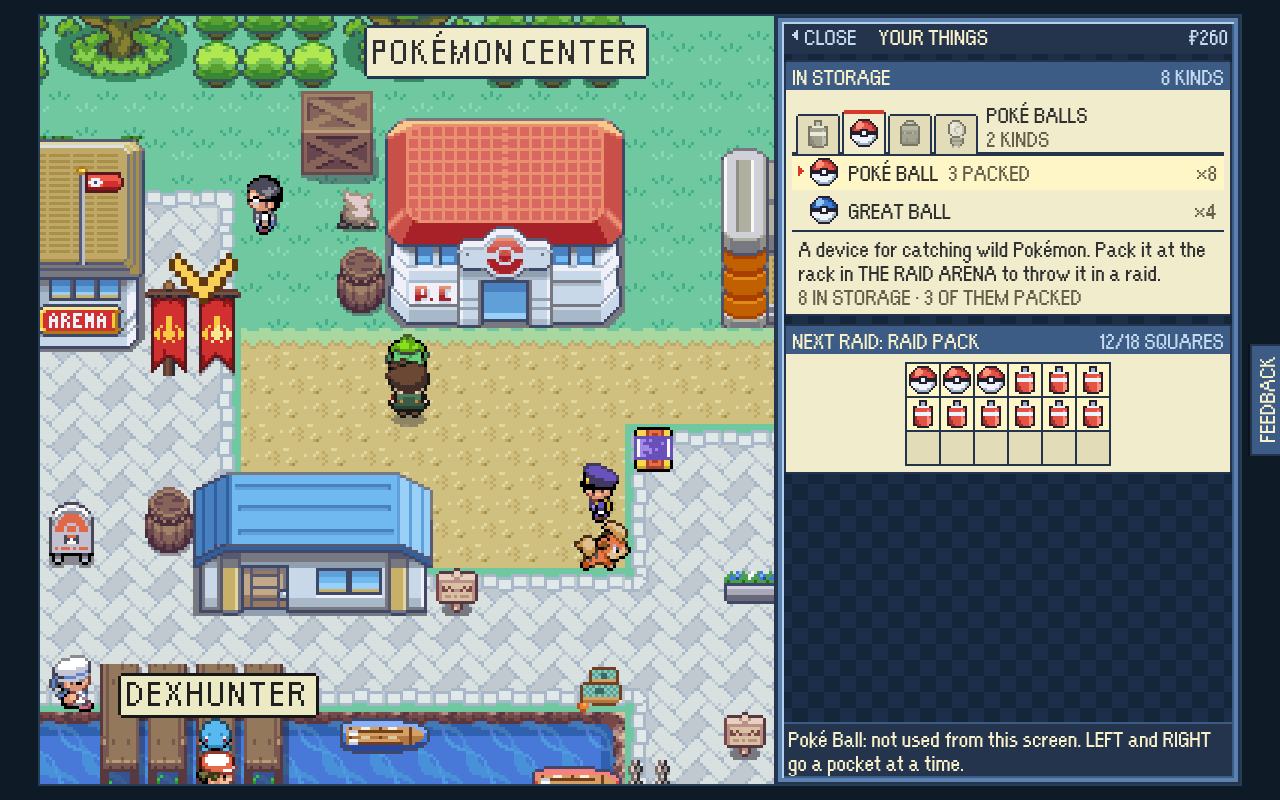 POKÉMON CENTER
P.C
ARENA
DEXHUNTER
CLOSE YOUR THINGS ₽260
IN STORAGE 8 KINDS
POKÉ BALLS
2 KINDS
POKÉ BALL 3 PACKED ×8
GREAT BALL ×4
A device for catching wild Pokémon. Pack it at the
rack in THE RAID ARENA to throw it in a raid.
8 IN STORAGE · 3 OF THEM PACKED
NEXT RAID: RAID PACK 12/18 SQUARES
Poké Ball: not used from this screen. LEFT and RIGHT
go a pocket at a time.
FEEDBACK